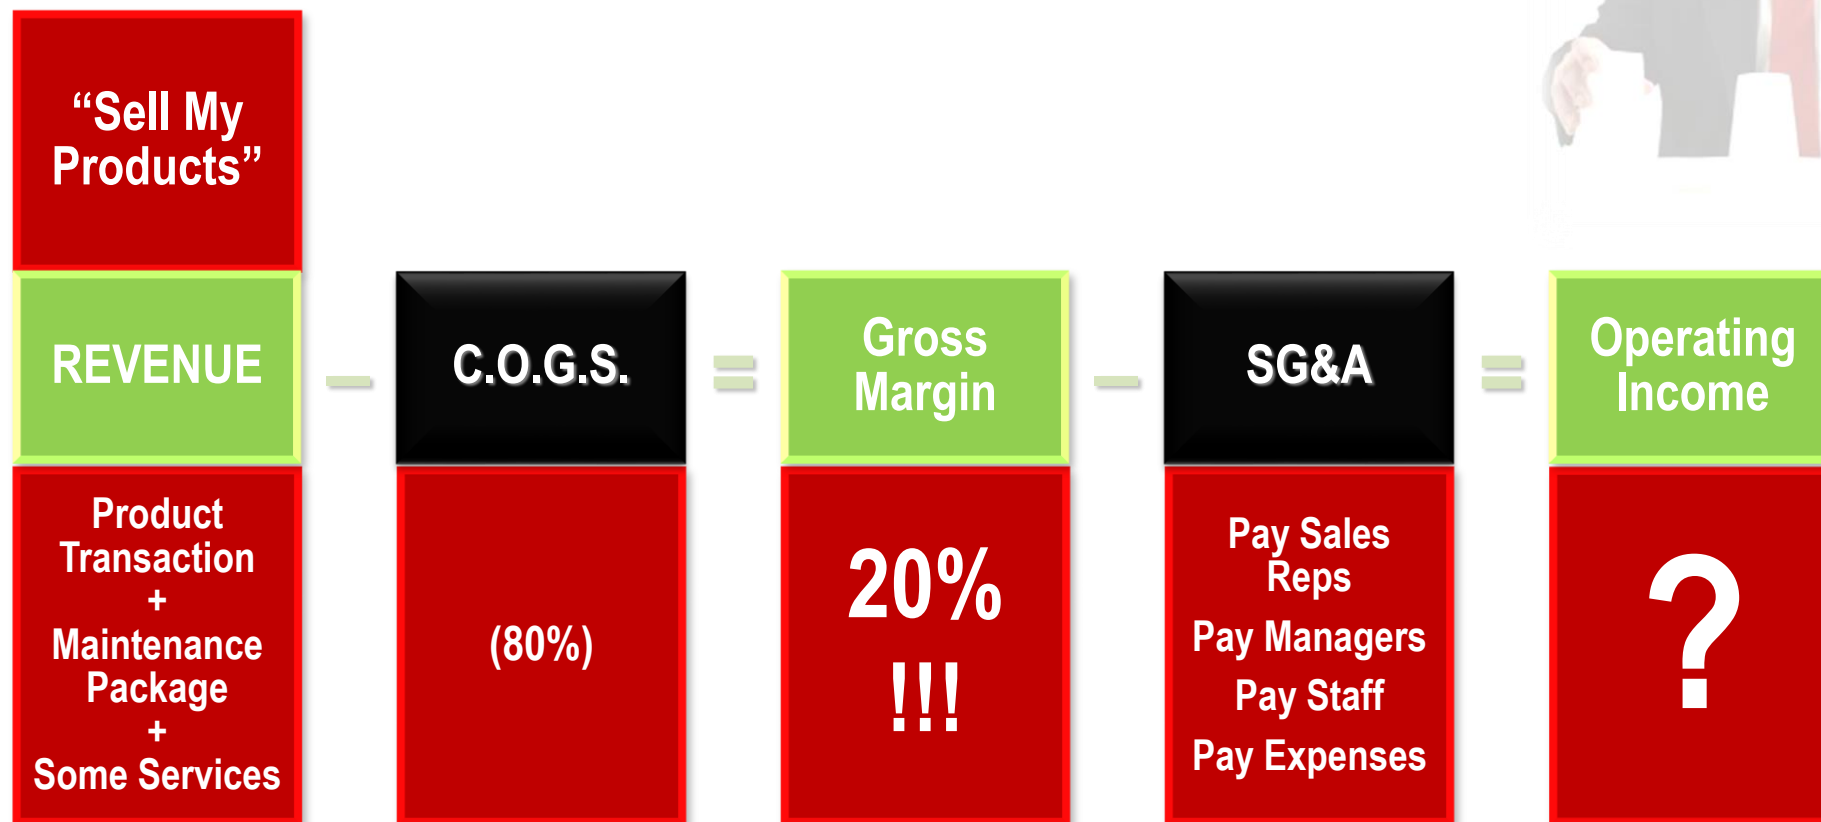 “Sell My
Products”
REVENUE
–
C.O.G.S.
=
Gross
Margin
–
SG&A
=
Operating
Income
Product
Transaction
+
Maintenance
Package
+
Some Services
(80%)
20%
!!!
Pay Sales
Reps
Pay Managers
Pay Staff
Pay Expenses
?